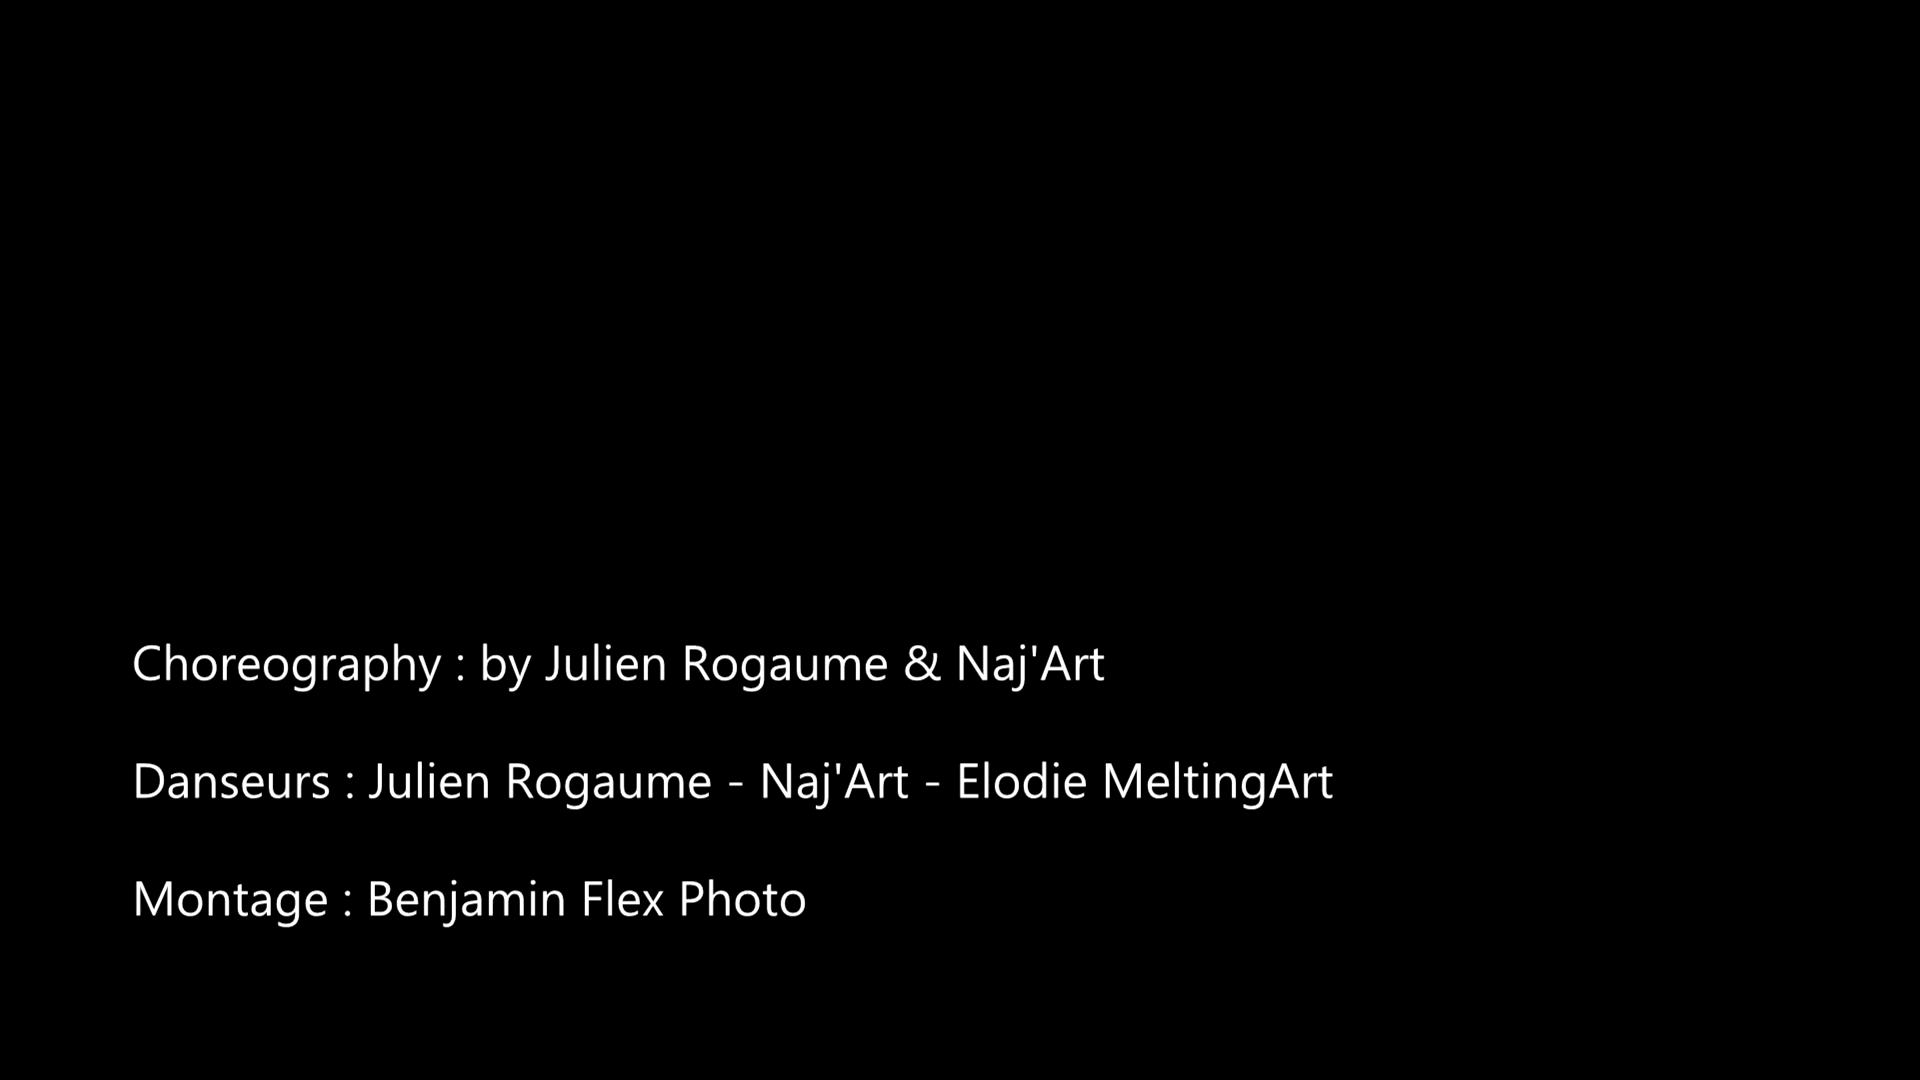 Choreography : by Julien Rogaume & Naj'Art
Danseurs : Julien Rogaume - Naj'Art - Elodie MeltingArt
Montage : Benjamin Flex Photo